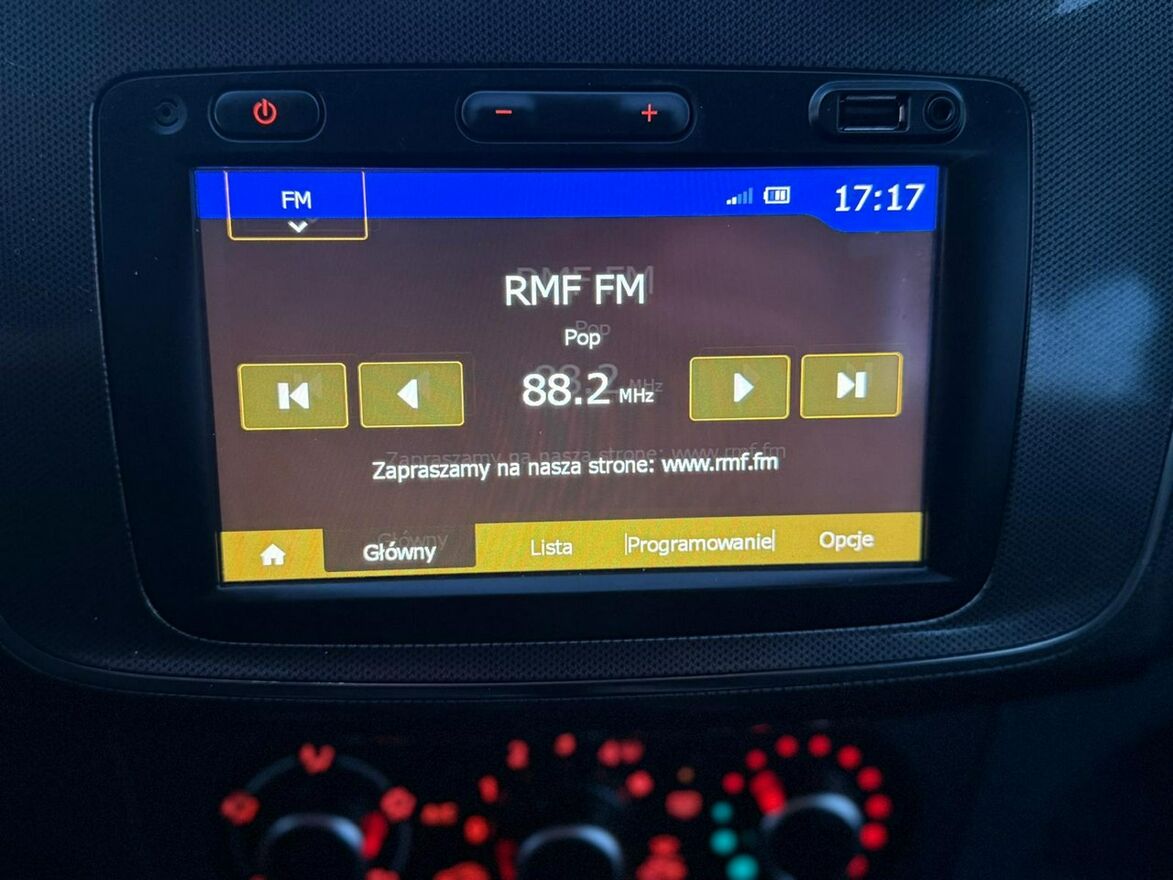 FM
17:17
RMF FM
Pop
88.2 MHz
Zapraszamy na nasza strone: www.rmf.fm
Główny
Lista
Programowanie
Opcje